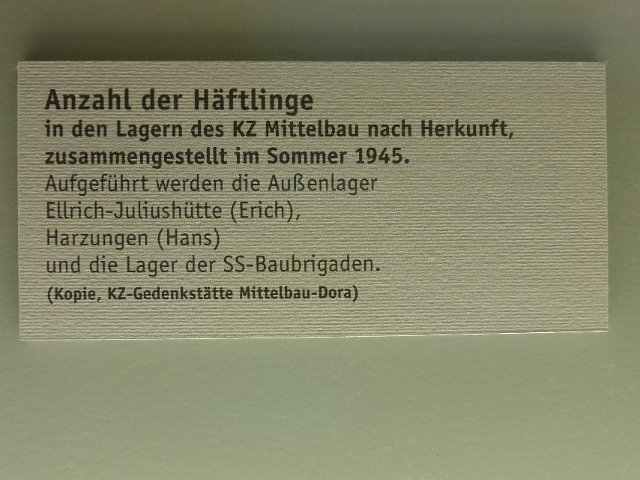 Anzahl der Häftlinge
in den Lagern des KZ Mittelbau nach Herkunft,
zusammengestellt im Sommer 1945.
Aufgeführt werden die Außenlager
Ellrich-Juliushütte (Erich),
Harzungen (Hans)
und die Lager der SS-Baubrigaden.
(Kopie, KZ-Gedenkstätte Mittelbau-Dora)